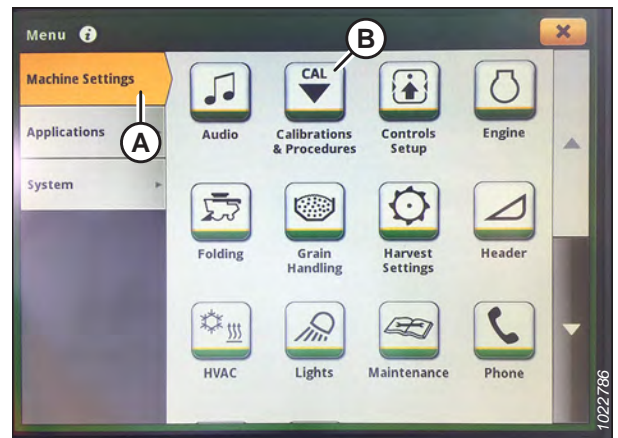 Menu i
B
Machine Settings
A
Applications
System
CAL
Audio
Calibrations
& Procedures
Controls
Setup
Engine
Folding
Grain
Handling
Harvest
Settings
Header
HVAC
Lights
Maintenance
Phone
1022786